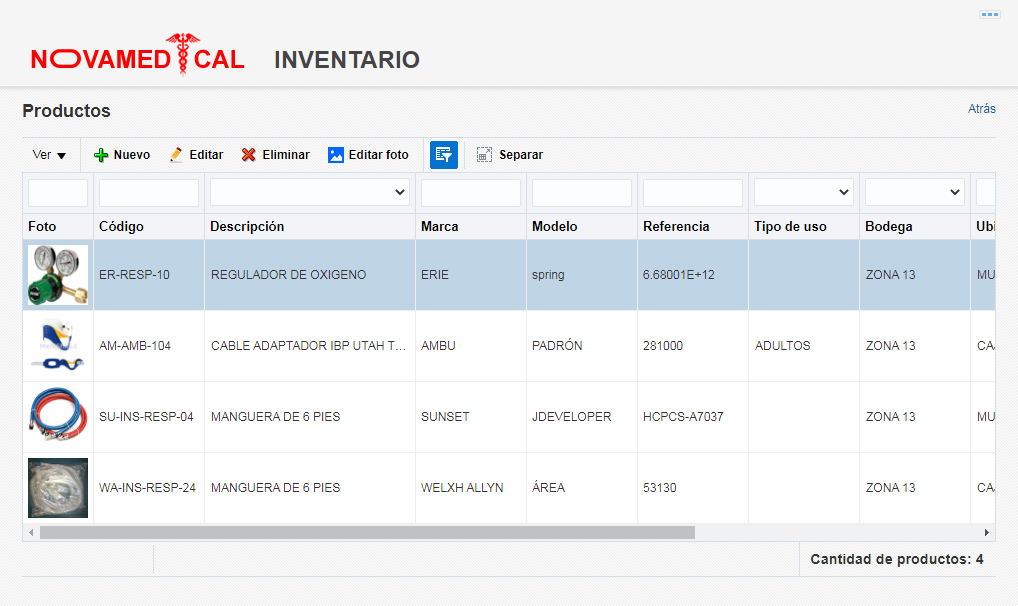 NOVAMEDICAL INVENTARIO
Productos Atrás
Ver Nuevo Editar Eliminar Editar foto Separar
Foto Código Descripción Marca Modelo Referencia Tipo de uso Bodega Ubi
ER-RESP-10 REGULADOR DE OXIGENO ERIE spring 6.68001E+12 ZONA 13 MU
AM-AMB-104 CABLE ADAPTADOR IBP UTAH T... AMBU PADRÓN 281000 ADULTOS ZONA 13 CA
SU-INS-RESP-04 MANGUERA DE 6 PIES SUNSET JDEVELOPER HCPCS-A7037 ZONA 13 MU
WA-INS-RESP-24 MANGUERA DE 6 PIES WELXH ALLYN ÁREA 53130 ZONA 13 CA
Cantidad de productos: 4